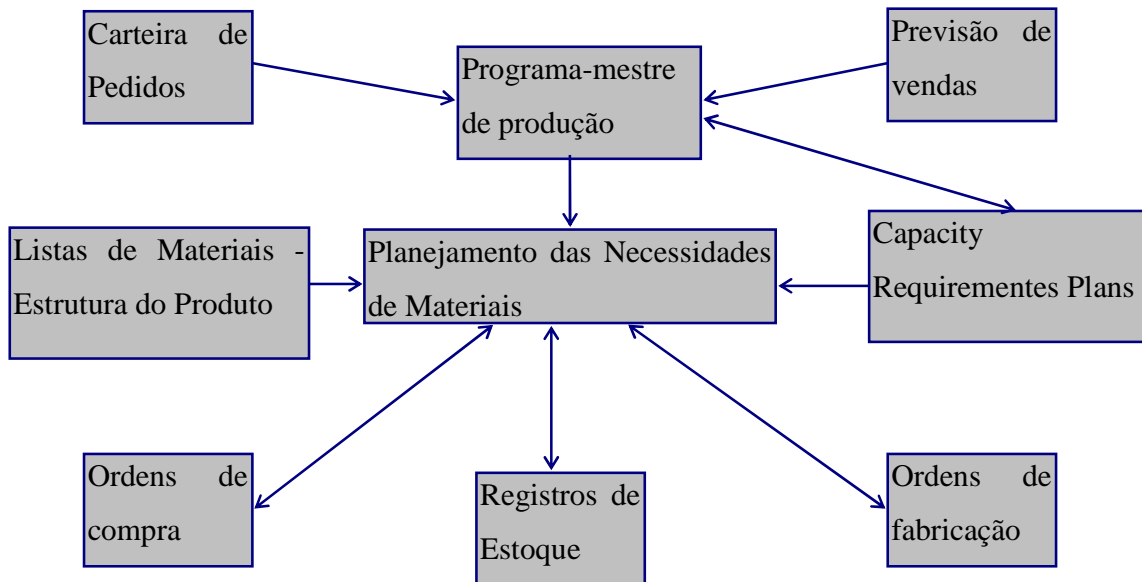 Carteira de
Pedidos
Programa-mestre
de produção
Previsão de
vendas
Listas de Materiais -
Estrutura do Produto
Planejamento das Necessidades
de Materiais
Capacity
Requirementes Plans
Ordens de
compra
Registros de
Estoque
Ordens de
fabricação